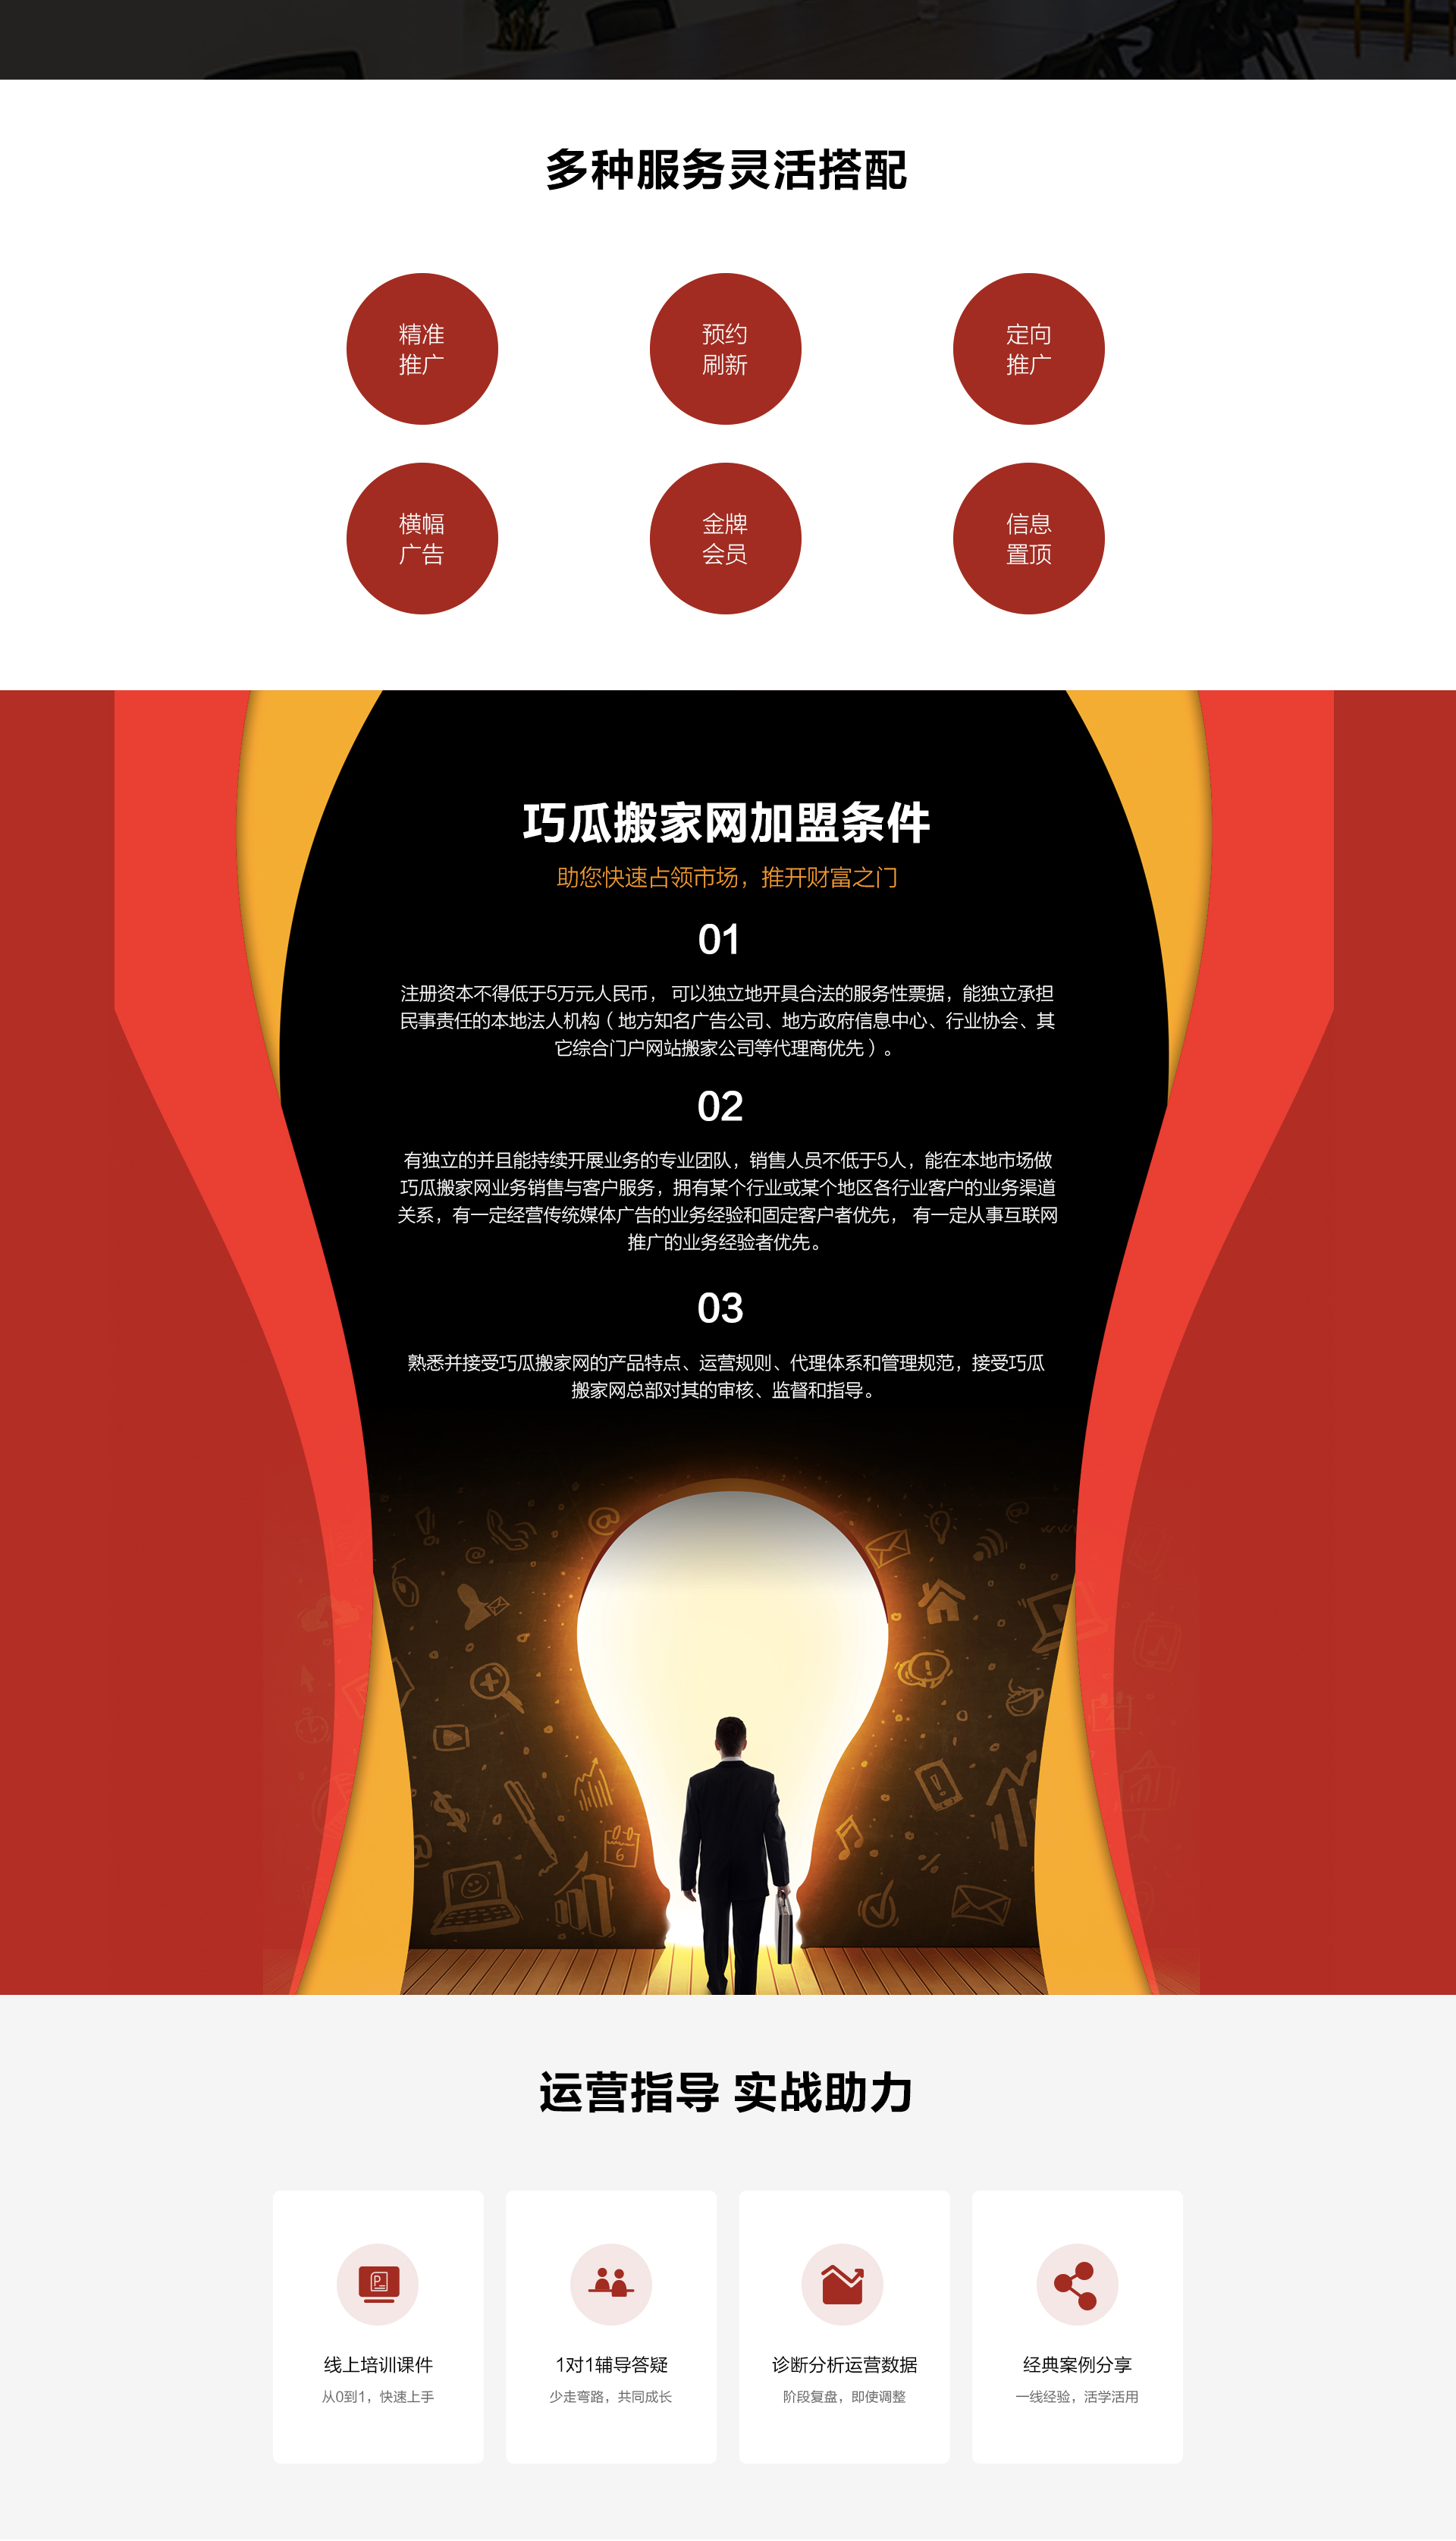 多种服务灵活搭配
精准
推广
预约
刷新
定向
推广
横幅
广告
金牌
会员
信息
置顶
巧瓜搬家网加盟条件
助您快速占领市场，推开财富之门
01
注册资本不得低于5万元人民币， 可以独立地开具合法的服务性票据，能独立承担
民事责任的本地法人机构（地方知名广告公司、地方政府信息中心、行业协会、其
它综合门户网站搬家公司等代理商优先）。
02
有独立的并且能持续开展业务的专业团队，销售人员不低于5人，能在本地市场做
巧瓜搬家网业务销售与客户服务，拥有某个行业或某个地区各行业客户的业务渠道
关系，有一定经营传统媒体广告的业务经验和固定客户者优先， 有一定从事互联网
推广的业务经验者优先。
03
熟悉并接受巧瓜搬家网的产品特点、运营规则、代理体系和管理规范，接受巧瓜
搬家网总部对其的审核、监督和指导。
6
运营指导 实战助力
P
线上培训课件
从0到1，快速上手
1对1辅导答疑
少走弯路，共同成长
诊断分析运营数据
阶段复盘，即使调整
经典案例分享
一线经验，活学活用